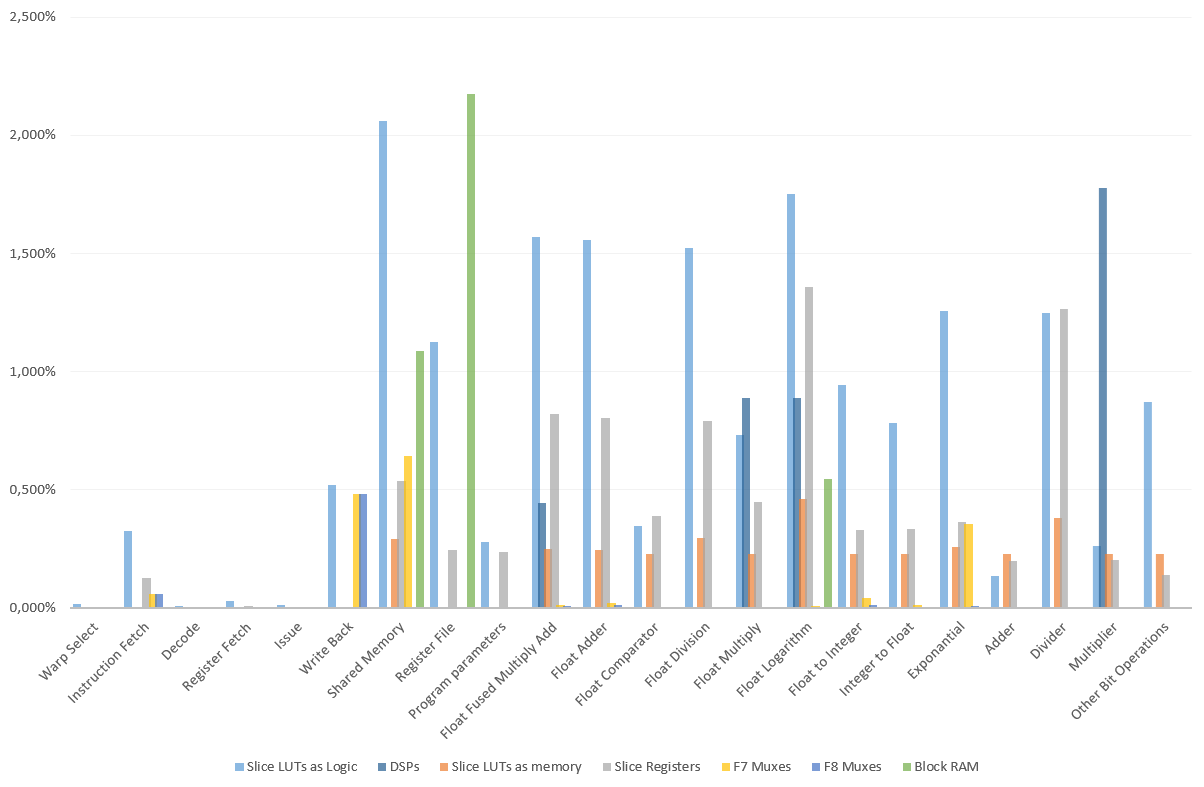 2,500%
2,000%
1,500%
1,000%
0,500%
0,000%
Warp Select
Instruction Fetch
Decode
Register Fetch
Issue
Write Back
Shared Memory
Register File
Program parameters
Float Fused Multiply Add
Float Adder
Float Comparator
Float Division
Float Multiply
Float Logarithm
Float to Integer
Integer to Float
Exponantial
Adder
Divider
Multiplier
Other Bit Operations
Slice LUTs as Logic DSPs Slice LUTs as memory Slice Registers F7 Muxes F8 Muxes Block RAM